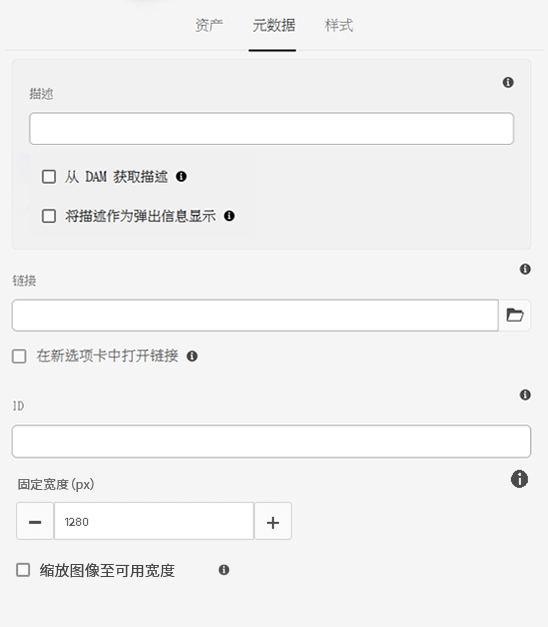 资产 元数据 样式
描述
从 DAM 获取描述
将描述作为弹出信息显示
链接
在新选项卡中打开链接
ID
固定宽度(px)
1280
缩放图像至可用宽度